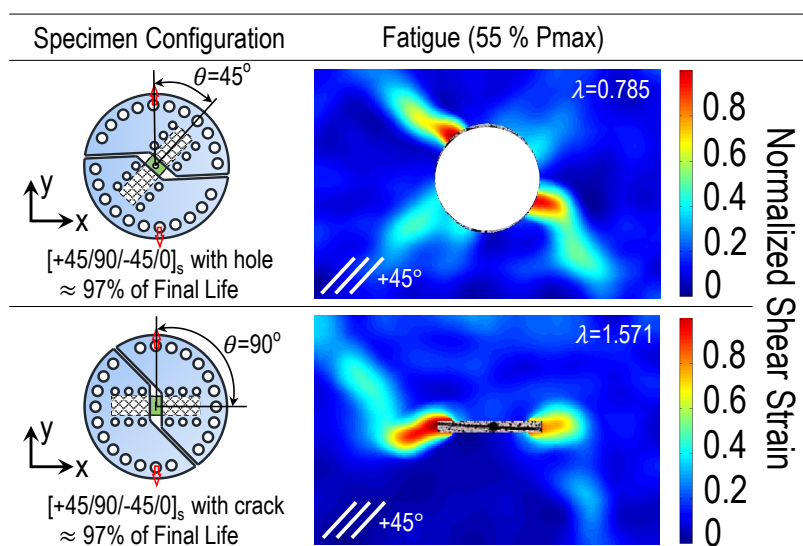 Specimen Configuration
Fatigue (55 % Pmax)
θ=45°
y
x
[+45/90/-45/0]ₛ with hole
≈ 97% of Final Life
λ=0.785
+45°
0.8
0.6
0.4
0.2
0
θ=90°
y
x
[+45/90/-45/0]ₛ with crack
≈ 97% of Final Life
λ=1.571
+45°
0.8
0.6
0.4
0.2
0
Normalized Shear Strain